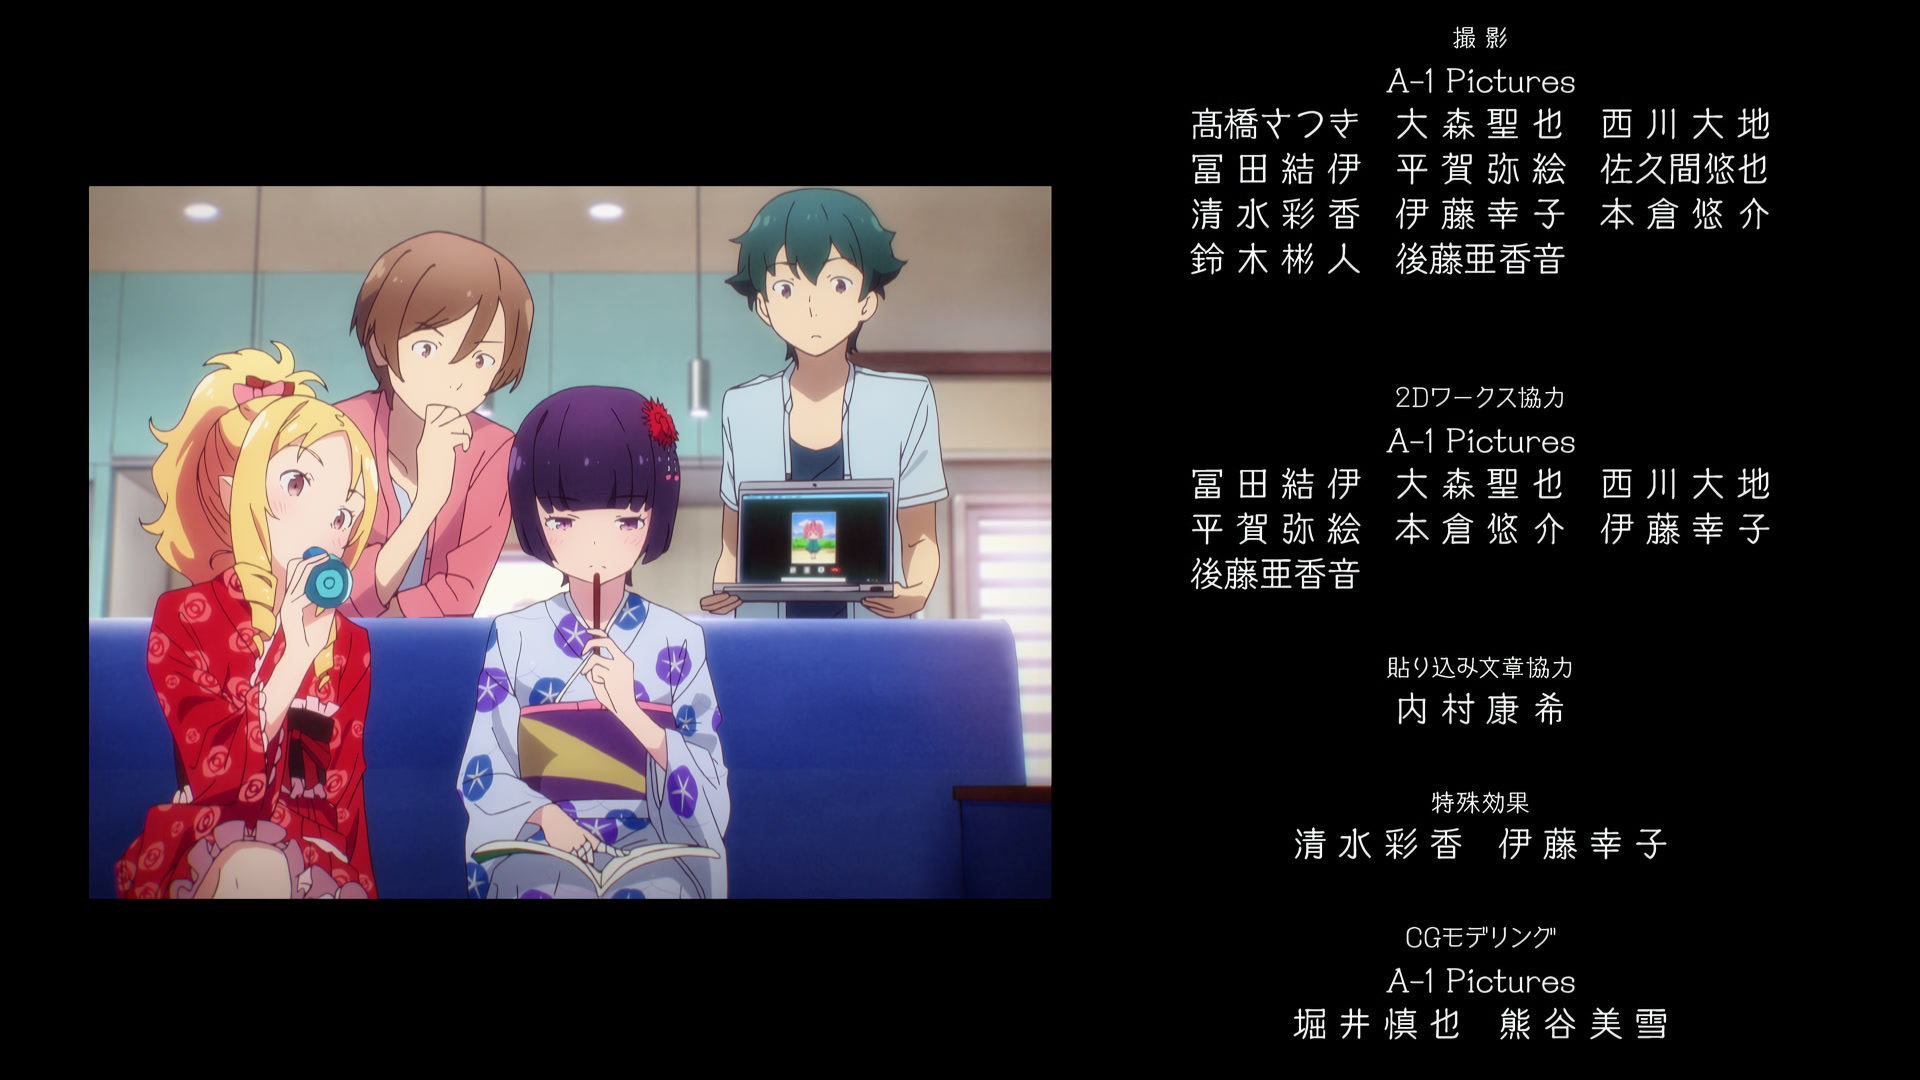 撮影
A-1 Pictures
髙橋さつき 大森聖也 西川大地
冨田結伊 平賀弥絵 佐久間悠也
清水彩香 伊藤幸子 本倉悠介
鈴木彬人 後藤亜香音
2Dワークス協力
A-1 Pictures
冨田結伊 大森聖也 西川大地
平賀弥絵 本倉悠介 伊藤幸子
後藤亜香音
貼り込み文章協力
内村康希
特殊効果
清水彩香 伊藤幸子
CGモデリング
A-1 Pictures
堀井慎也 熊谷美雪